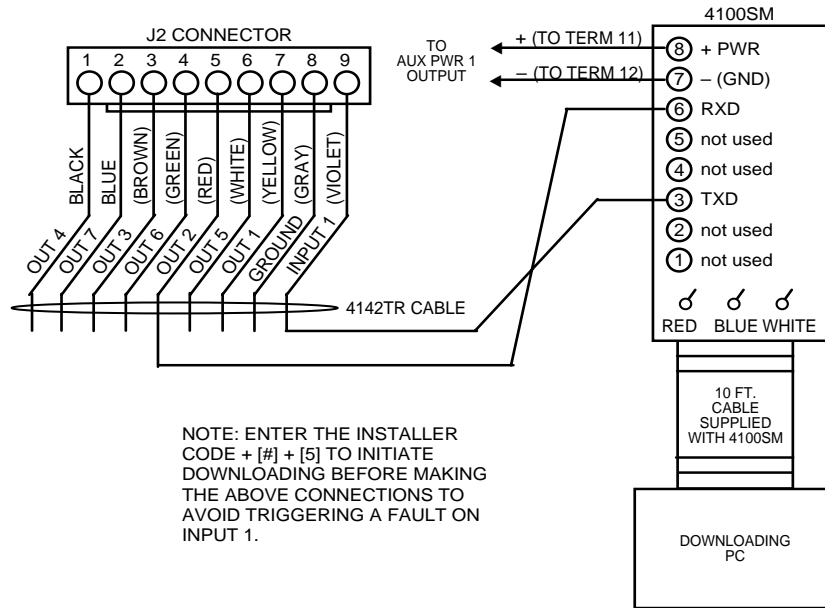 4100SM
J2 CONNECTOR
1 2 3 4 5 6 7 8 9
BLACK
BLUE
(BROWN)
(GREEN)
(RED)
(WHITE)
(YELLOW)
(GRAY)
(VIOLET)
OUT 4
OUT 7
OUT 3
OUT 6
OUT 2
OUT 5
OUT 1
GROUND
INPUT 1
4142TR CABLE
TO
AUX PWR 1
OUTPUT
+ (TO TERM 11)
– (TO TERM 12)
8 + PWR
7 – (GND)
6 RXD
5 not used
4 not used
3 TXD
2 not used
1 not used
RED BLUE WHITE
10 FT.
CABLE
SUPPLIED
WITH 4100SM
DOWNLOADING
PC
NOTE: ENTER THE INSTALLER
CODE + [#] + [5] TO INITIATE
DOWNLOADING BEFORE MAKING
THE ABOVE CONNECTIONS TO
AVOID TRIGGERING A FAULT ON
INPUT 1.